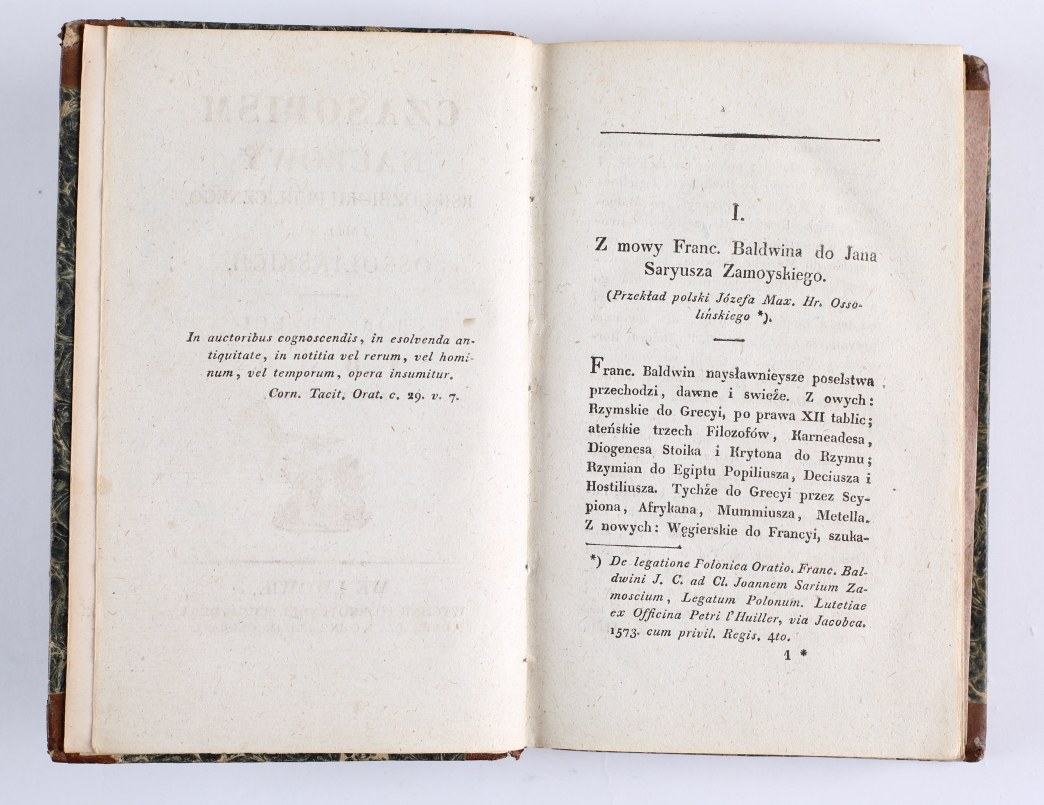 In auctoribus cognoscendis, in esolvenda an-
tiquitate, in notitia vel rerum, vel homi-
num, vel temporum, opera insumitur.
Corn. Tacit. Orat. c. 29. v. 7.
I.
Z mowy Franc. Baldwina do Jana
Saryusza Zamoyskiego.
(Przekład polski Józefa Max. Hr. Osso-
lińskiego *).
Franc. Baldwin naysławnieysze poselstwa
przechodzi, dawne i swieże. Z owych:
Rzymskie do Grecyi, po prawa XII tablic;
ateńskie trzech Filozofów, Karneadesa,
Diogenesa Stoika i Krytona do Rzymu;
Rzymian do Egiptu Popiliusza, Deciusza i
Hostiliusza. Tychże do Grecyi przez Scy-
piona, Afrykana, Mummiusza, Metella.
Z nowych: Węgierskie do Francyi, szuka-
*) De legatione Polonica Oratio. Franc. Bal-
dwini J. C. ad Cl. Joannem Sarium Za-
moscium, Legatum Polonum. Lutetiae
ex Officina Petri l'Huiller, via Jacobea.
1573. cum privil. Regis. 4to.
1 *